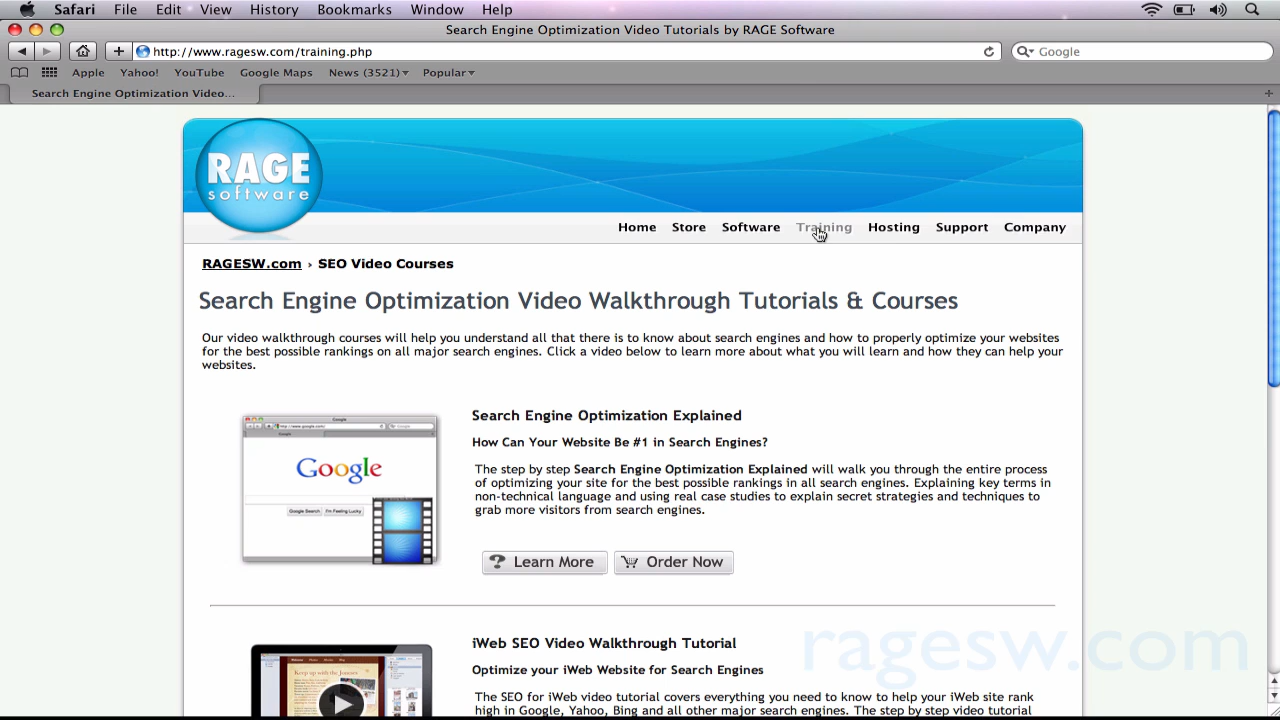 Safari File Edit View History Bookmarks Window Help
Search Engine Optimization Video Tutorials by RAGE Software
http://www.ragesw.com/training.php
Google
Apple Yahoo! YouTube Google Maps News (3521)▾ Popular▾
Search Engine Optimization Video...
RAGE
software
Home Store Software Training Hosting Support Company
RAGESW.com › SEO Video Courses
Search Engine Optimization Video Walkthrough Tutorials & Courses
Our video walkthrough courses will help you understand all that there is to know about search engines and how to properly optimize your websites
for the best possible rankings on all major search engines. Click a video below to learn more about what you will learn and how they can help your
websites.
Search Engine Optimization Explained
How Can Your Website Be #1 in Search Engines?
The step by step Search Engine Optimization Explained will walk you through the entire process
of optimizing your site for the best possible rankings in all search engines. Explaining key terms in
non-technical language and using real case studies to explain secret strategies and techniques to
grab more visitors from search engines.
Google
Google Search I'm Feeling Lucky
? Learn More Order Now
iWeb SEO Video Walkthrough Tutorial
Optimize your iWeb Website for Search Engines
The SEO for iWeb video tutorial covers everything you need to know to help your iWeb site rank
high in Google, Yahoo, Bing and all other major search engines. The step by step video tutorial
Keep up with the Journey
ragesw.com